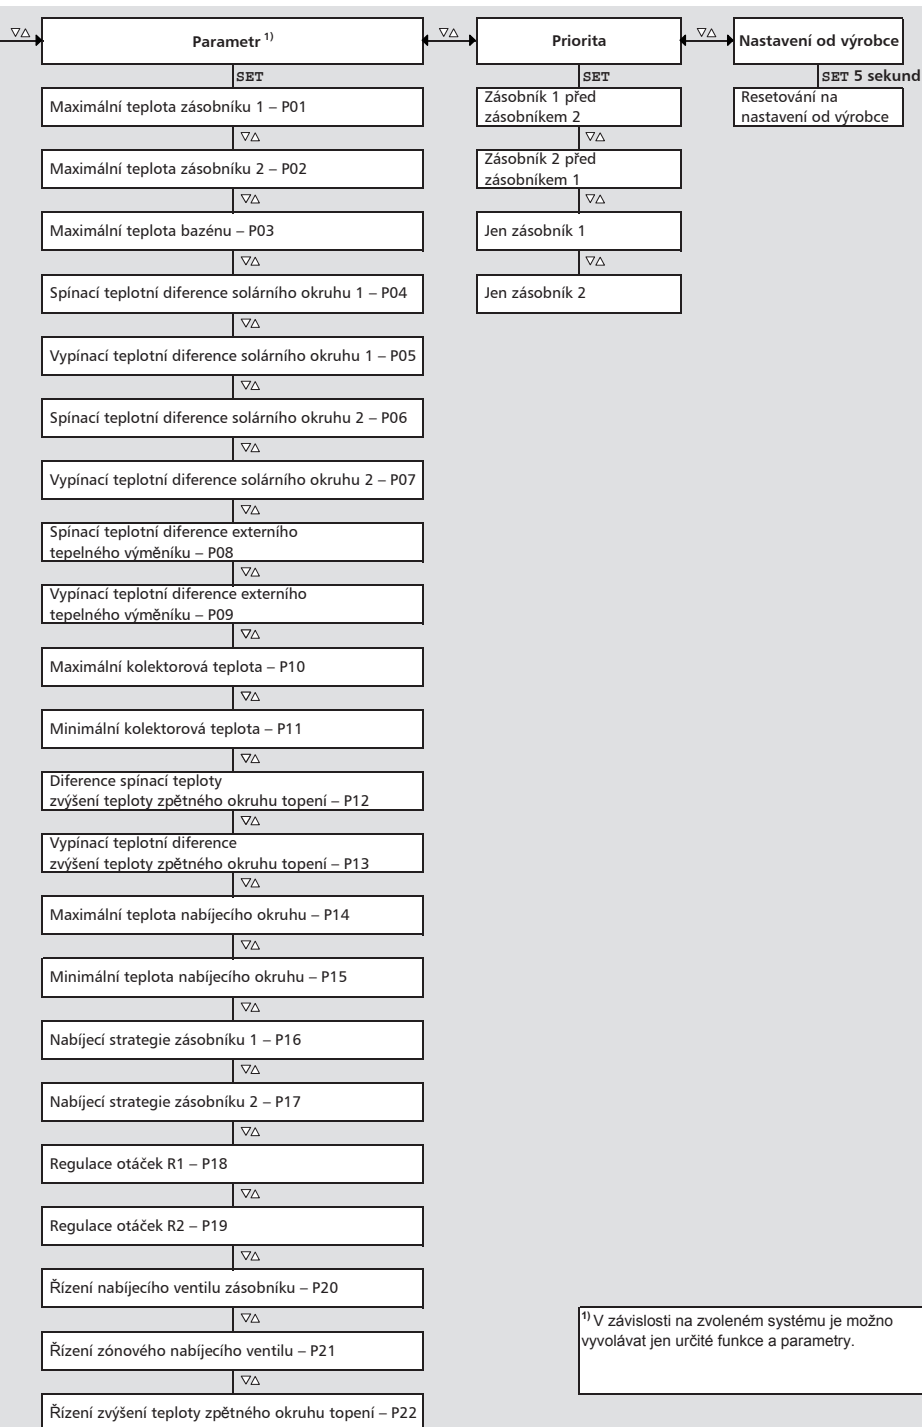 Parametr 1)
SET
Maximální teplota zásobníku 1 – P01
Maximální teplota zásobníku 2 – P02
Maximální teplota bazénu – P03
Spínací teplotní diference solárního okruhu 1 – P04
Vypínací teplotní diference solárního okruhu 1 – P05
Spínací teplotní diference solárního okruhu 2 – P06
Vypínací teplotní diference solárního okruhu 2 – P07
Spínací teplotní diference externího
tepelného výměníku – P08
Vypínací teplotní diference externího
tepelného výměníku – P09
Maximální kolektorová teplota – P10
Minimální kolektorová teplota – P11
Diference spínací teploty
zvýšení teploty zpětného okruhu topení – P12
Vypínací teplotní diference
zvýšení teploty zpětného okruhu topení – P13
Maximální teplota nabíjecího okruhu – P14
Minimální teplota nabíjecího okruhu – P15
Nabíjecí strategie zásobníku 1 – P16
Nabíjecí strategie zásobníku 2 – P17
Regulace otáček R1 – P18
Regulace otáček R2 – P19
Řízení nabíjecího ventilu zásobníku – P20
Řízení zónového nabíjecího ventilu – P21
Řízení zvýšení teploty zpětného okruhu topení – P22
Priorita
SET
Zásobník 1 před
zásobníkem 2
Zásobník 2 před
zásobníkem 1
Jen zásobník 1
Jen zásobník 2
Nastavení od výrobce
SET 5 sekund
Resetování na
nastavení od výrobce
1) V závislosti na zvoleném systému je možno
vyvolávat jen určité funkce a parametry.